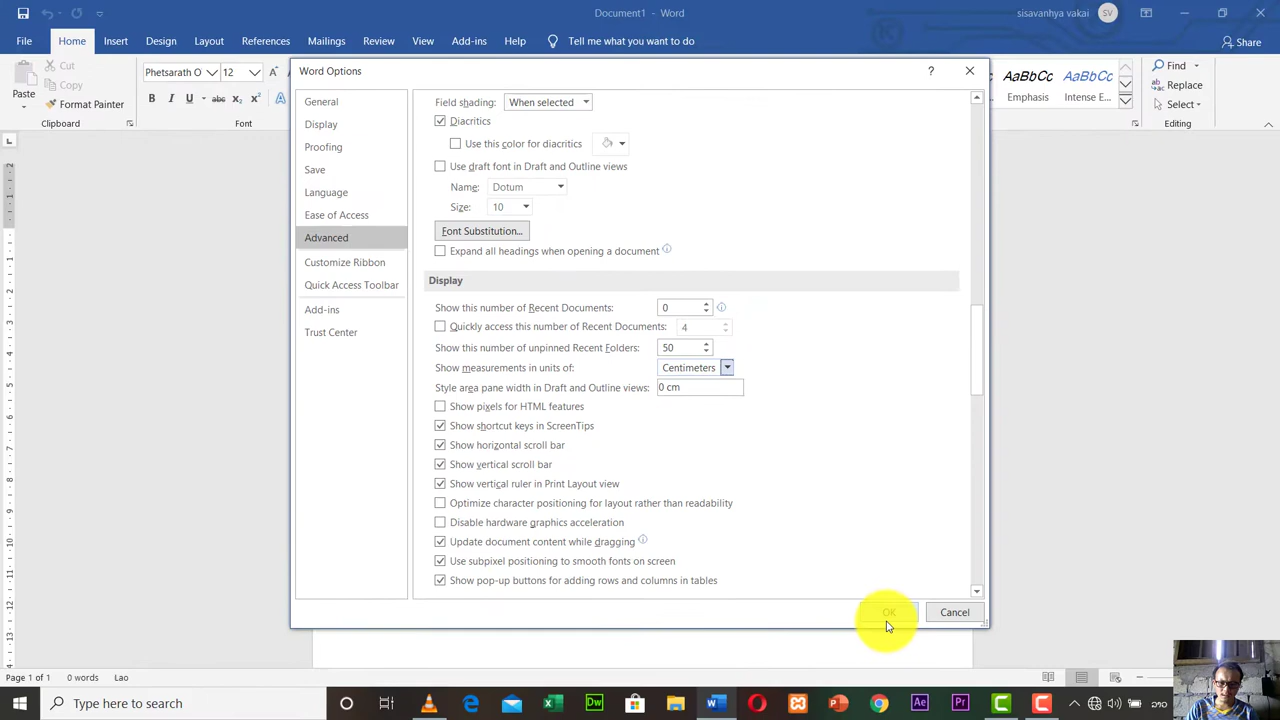 Document1 - Word
sisavanhya vakai
SV
File
Home
Insert
Design
Layout
References
Mailings
Review
View
Add-ins
Help
Tell me what you want to do
Share
Paste
Cut
Copy
Format Painter
Clipboard
Phetsarath O
12
B I U abc X₂ X²
Font
AaBbCc
Emphasis
AaBbCc
Intense E...
Find
Replace
Select
Editing
Word Options
General
Display
Proofing
Save
Language
Ease of Access
Advanced
Customize Ribbon
Quick Access Toolbar
Add-ins
Trust Center
Field shading: When selected
Diacritics
Use this color for diacritics
Use draft font in Draft and Outline views
Name: Dotum
Size: 10
Font Substitution...
Expand all headings when opening a document
Display
Show this number of Recent Documents: 0
Quickly access this number of Recent Documents: 4
Show this number of unpinned Recent Folders: 50
Show measurements in units of: Centimeters
Style area pane width in Draft and Outline views: 0 cm
Show pixels for HTML features
Show shortcut keys in ScreenTips
Show horizontal scroll bar
Show vertical scroll bar
Show vertical ruler in Print Layout view
Optimize character positioning for layout rather than readability
Disable hardware graphics acceleration
Update document content while dragging
Use subpixel positioning to smooth fonts on screen
Show pop-up buttons for adding rows and columns in tables
OK
Cancel
Page 1 of 1
0 words
Lao
Type here to search